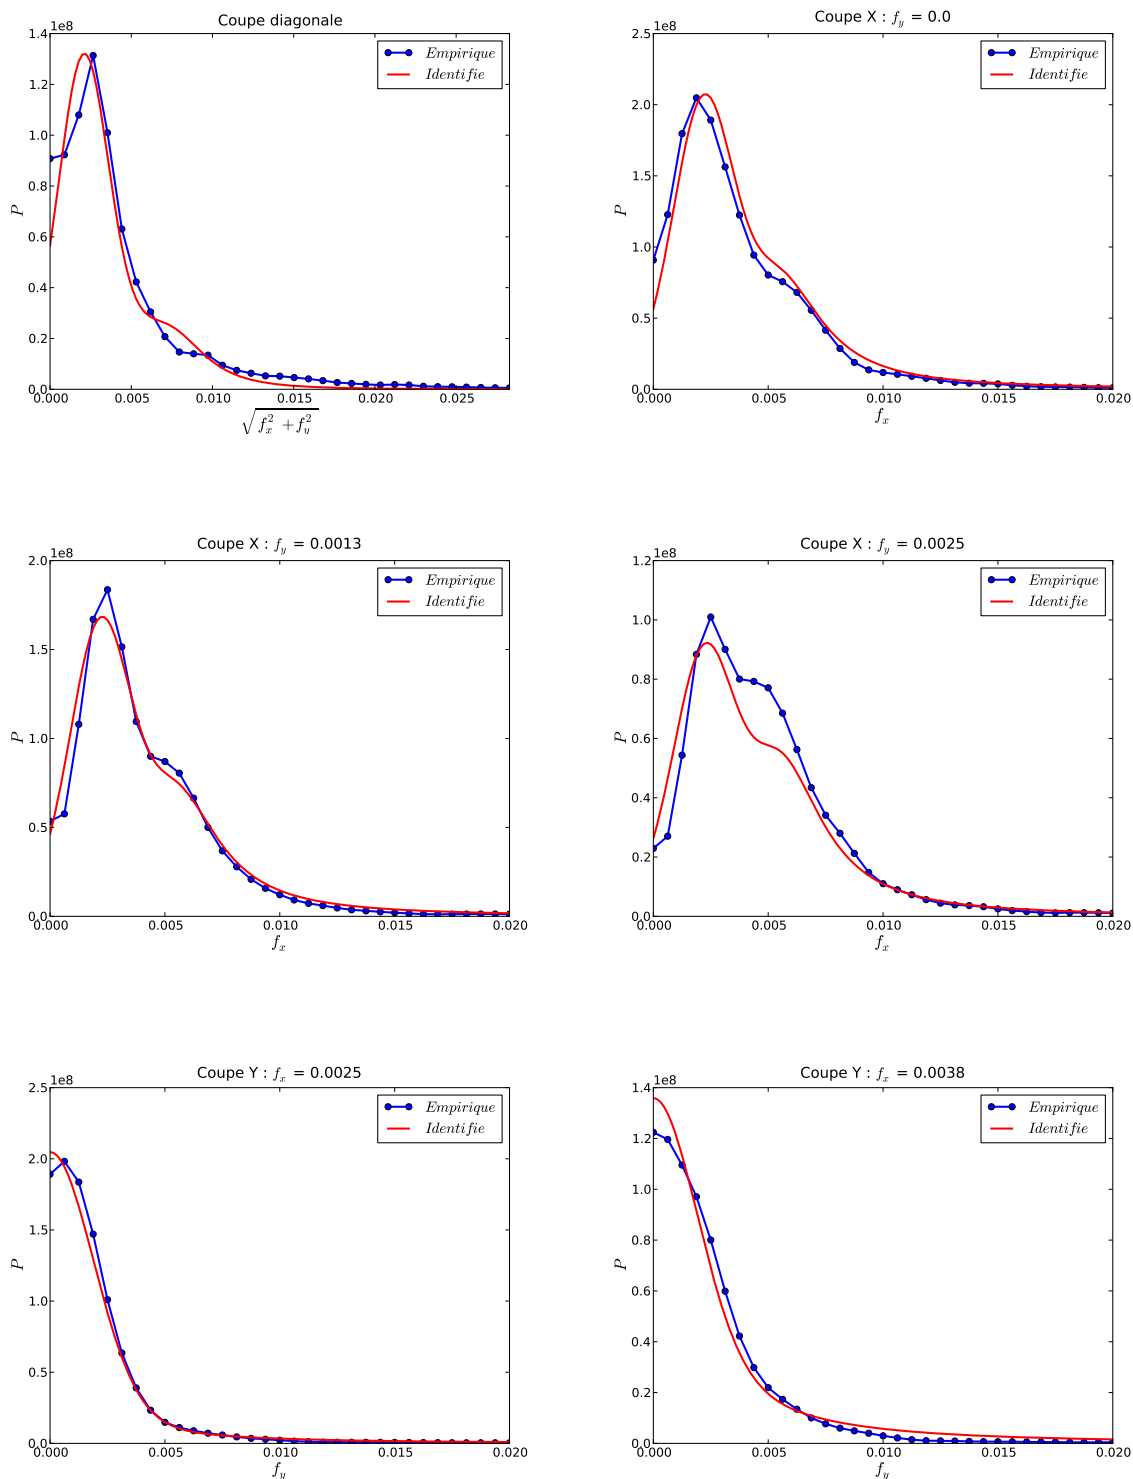 Coupe diagonale
1e8
P
1.4
1.2
1.0
0.8
0.6
0.4
0.2
0.0
0.000 0.005 0.010 0.015 0.020 0.025
√f_x^2 + f_y^2
Empirique
Identifie
Coupe X : f_y = 0.0
1e8
P
2.5
2.0
1.5
1.0
0.5
0.0
0.000 0.005 0.010 0.015 0.020
f_x
Empirique
Identifie
Coupe X : f_y = 0.0013
1e8
P
2.0
1.5
1.0
0.5
0.0
0.000 0.005 0.010 0.015 0.020
f_x
Empirique
Identifie
Coupe X : f_y = 0.0025
1e8
P
1.2
1.0
0.8
0.6
0.4
0.2
0.0
0.000 0.005 0.010 0.015 0.020
f_x
Empirique
Identifie
Coupe Y : f_x = 0.0025
1e8
P
2.5
2.0
1.5
1.0
0.5
0.0
0.000 0.005 0.010 0.015 0.020
f_y
Empirique
Identifie
Coupe Y : f_x = 0.0038
1e8
P
1.4
1.2
1.0
0.8
0.6
0.4
0.2
0.0
0.000 0.005 0.010 0.015 0.020
f_y
Empirique
Identifie